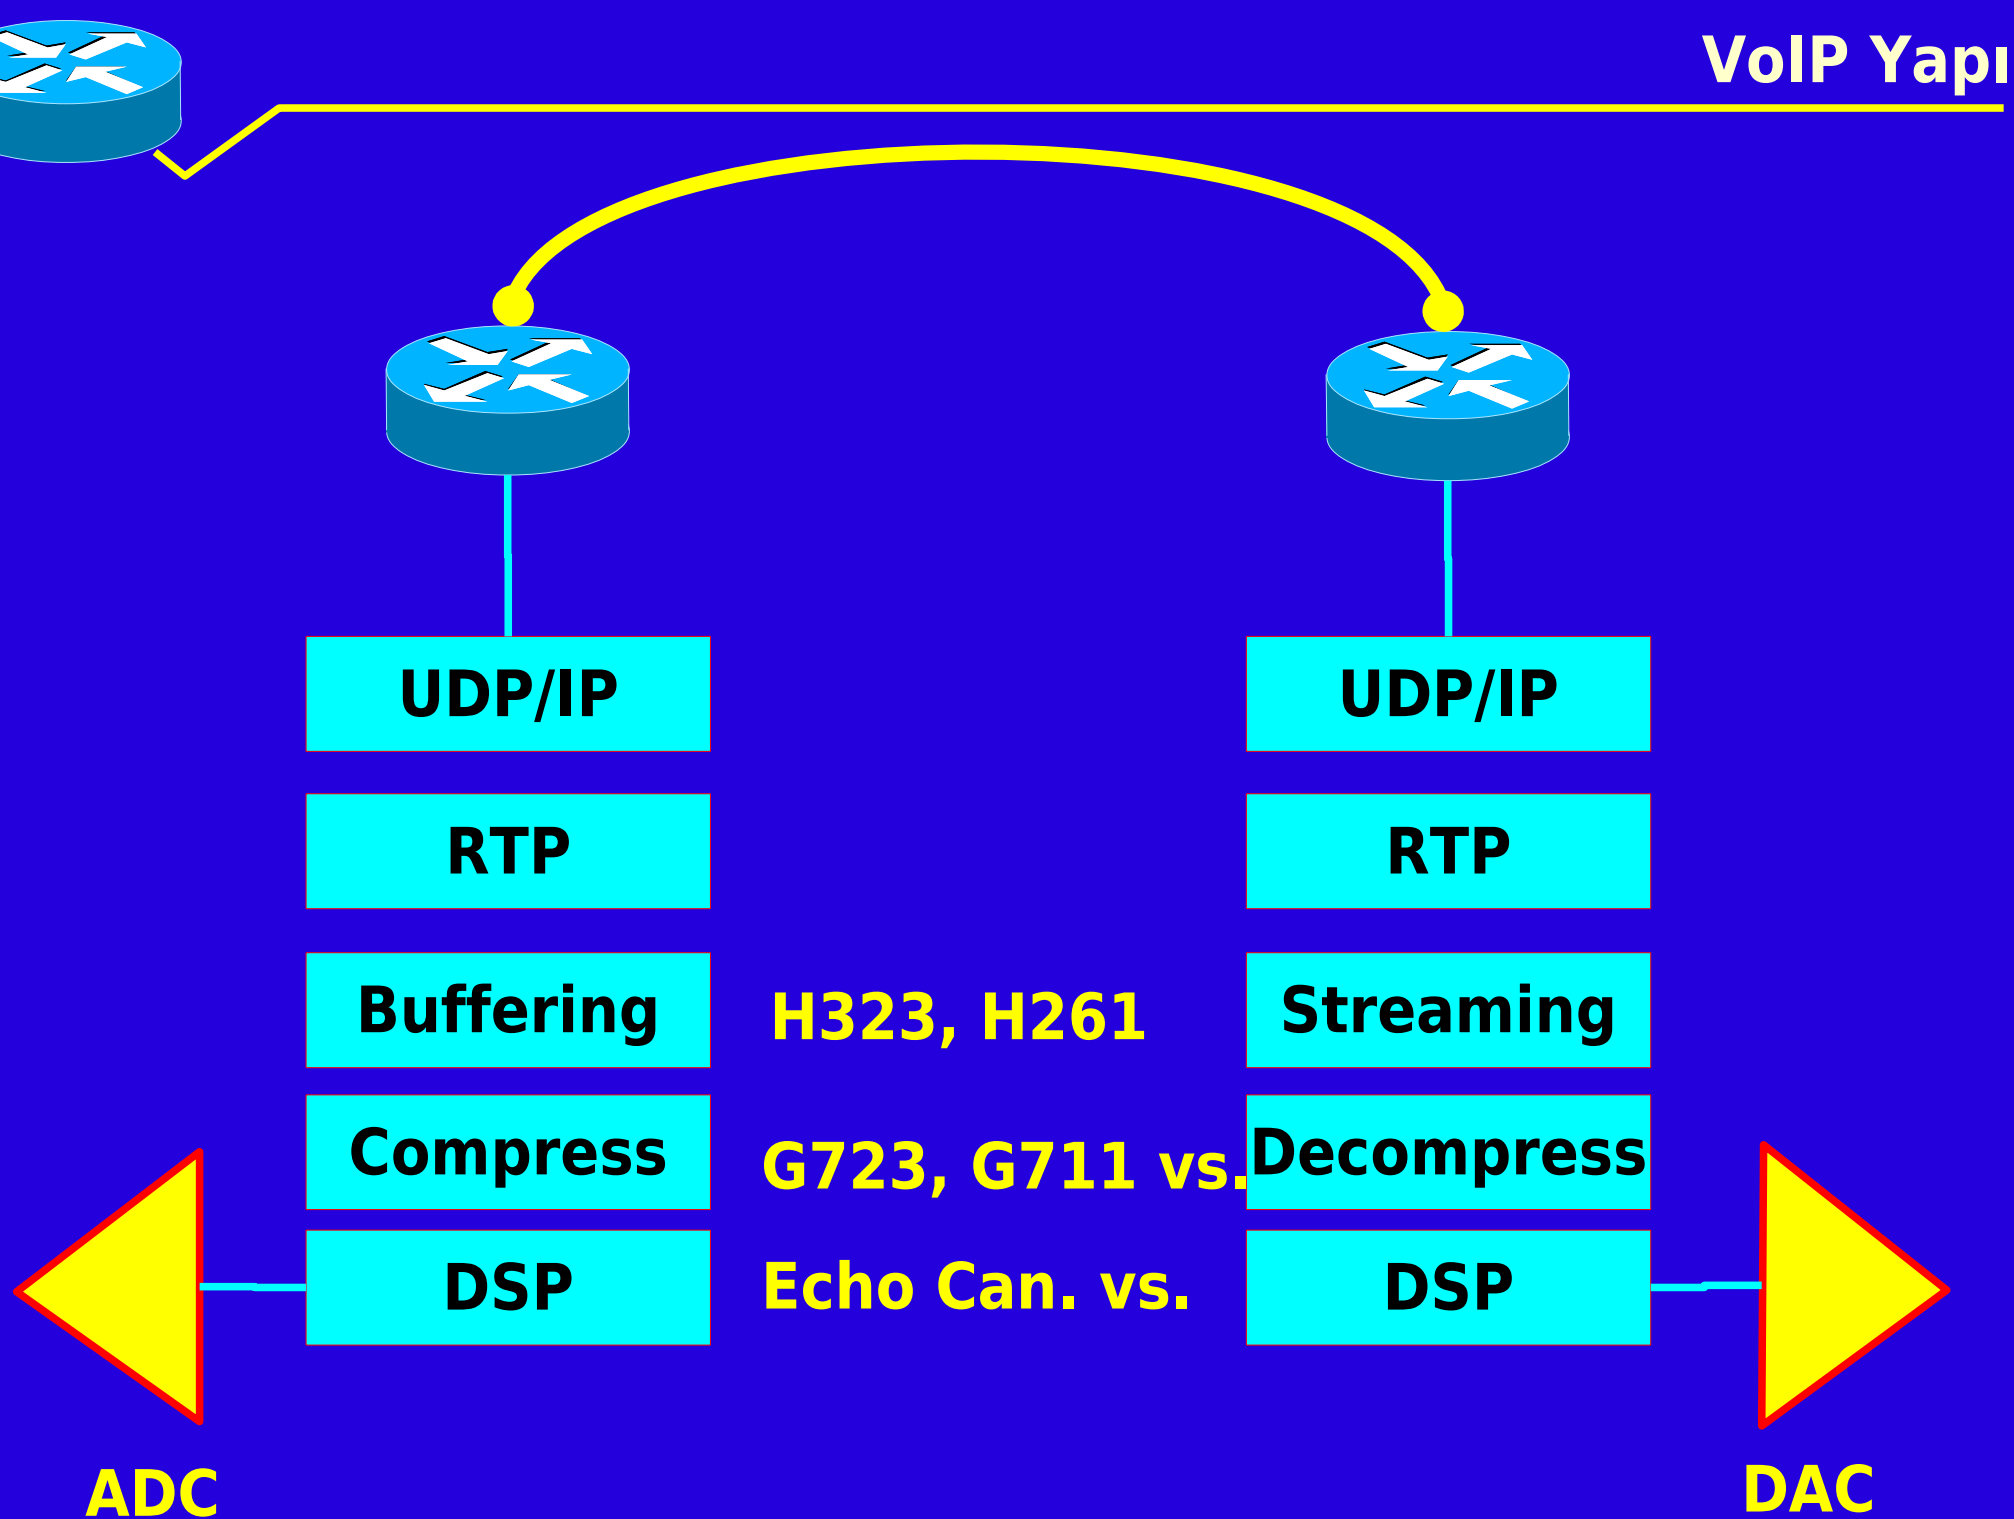 VoIP Yapı
UDP/IP
UDP/IP
RTP
RTP
Buffering
H323, H261
Streaming
Compress
G723, G711 vs.
Decompress
DSP
Echo Can. vs.
DSP
ADC
DAC